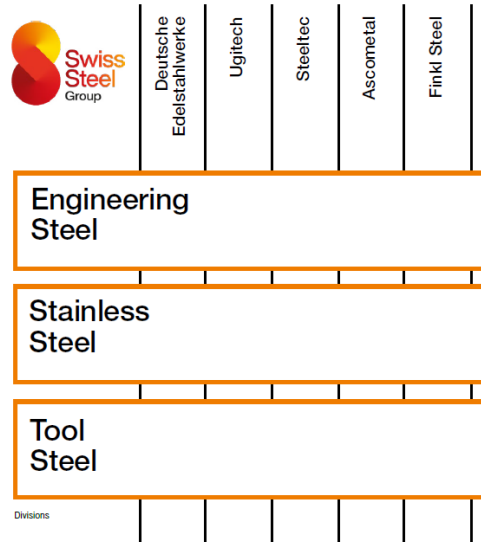 Swiss
Steel
Group
Deutsche
Edelstahlwerke
Ugitech
Steeltec
Ascometal
Finkl Steel
Engineering
Steel
Stainless
Steel
Tool
Steel
Divisions